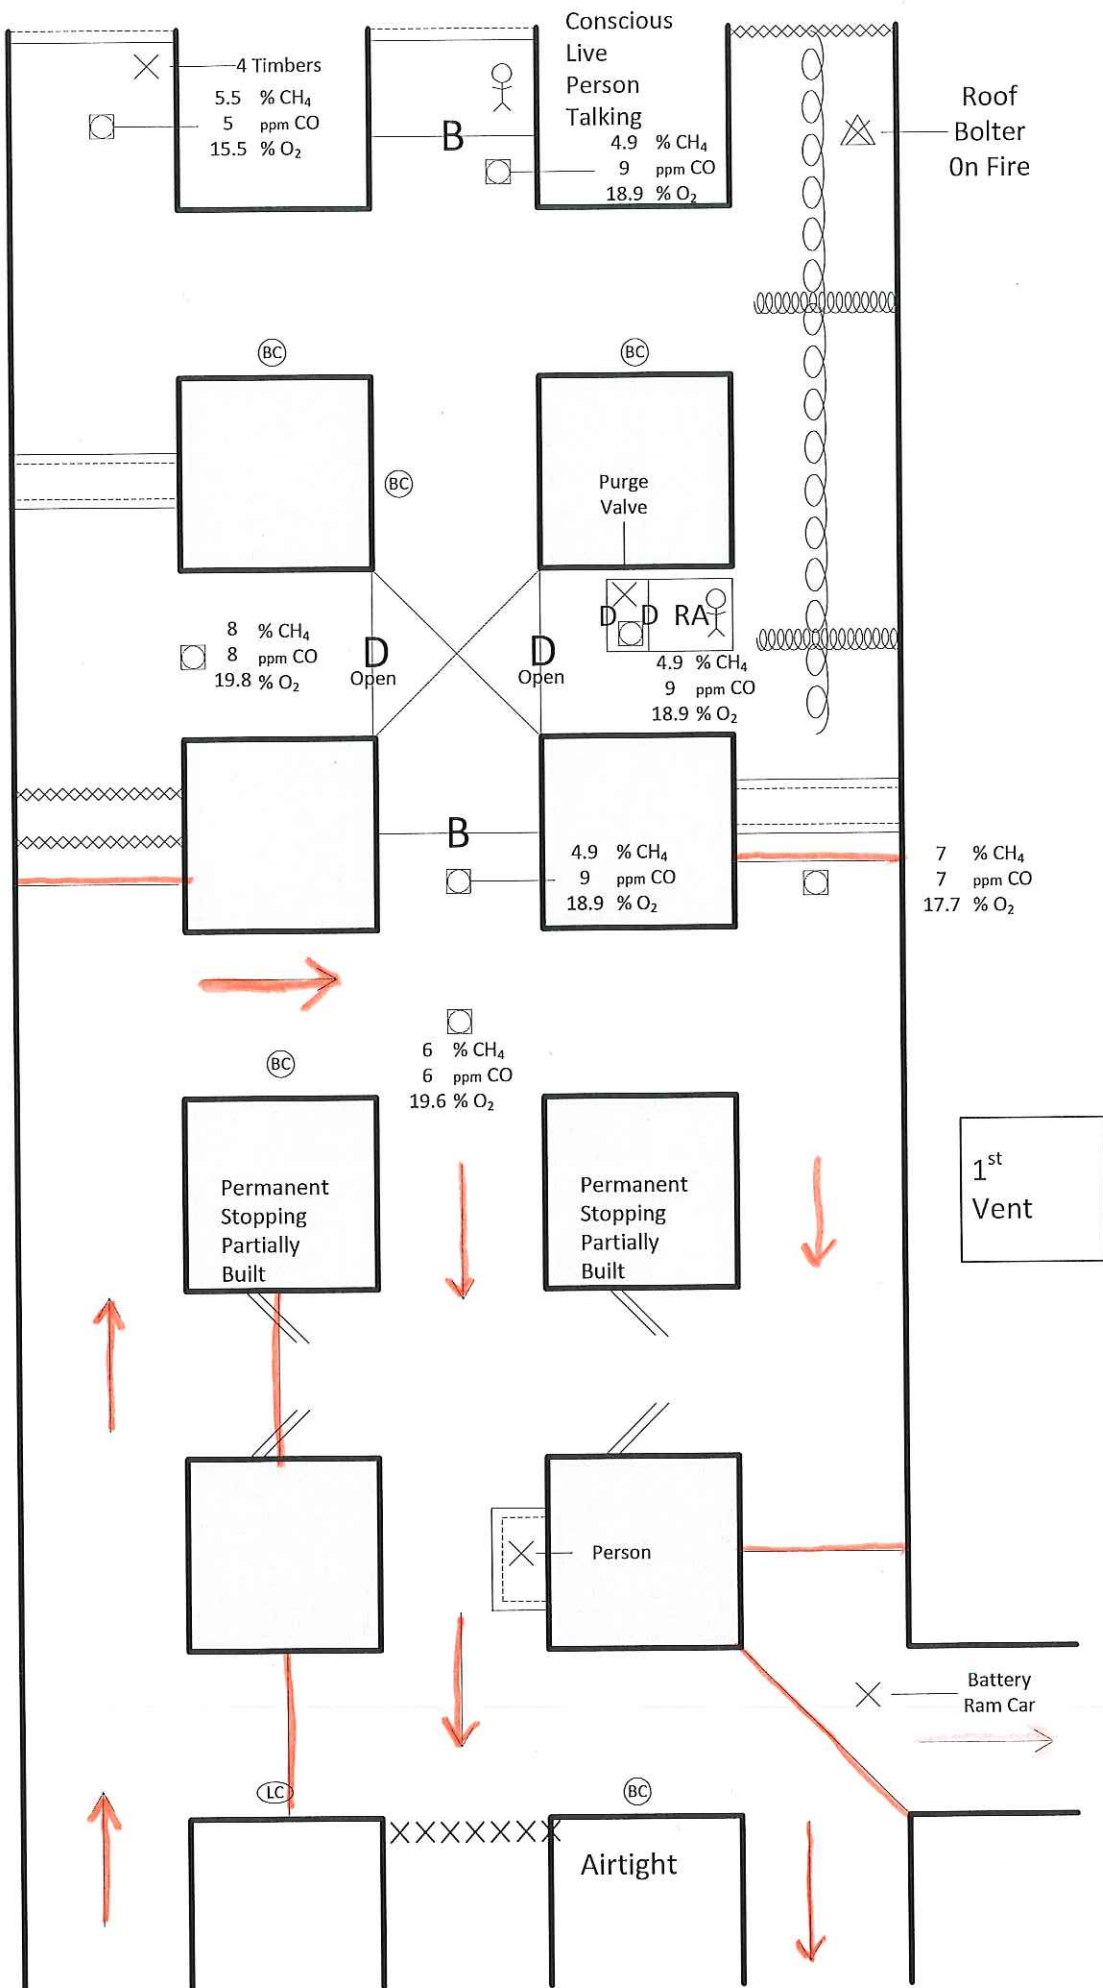 Conscious
Live
Person
Talking
4 Timbers
5.5 % CH₄
5 ppm CO
15.5 % O₂
B
4.9 % CH₄
9 ppm CO
18.9 % O₂
Roof
Bolter
On Fire
BC
BC
BC
Purge
Valve
D D RA
8 % CH₄
8 ppm CO
19.8 % O₂
D
Open
D
Open
4.9 % CH₄
9 ppm CO
18.9 % O₂
B
4.9 % CH₄
9 ppm CO
18.9 % O₂
7 % CH₄
7 ppm CO
17.7 % O₂
BC
6 % CH₄
6 ppm CO
19.6 % O₂
1st
Vent
Permanent
Stopping
Partially
Built
Permanent
Stopping
Partially
Built
Person
Battery
Ram Car
LC
BC
Airtight